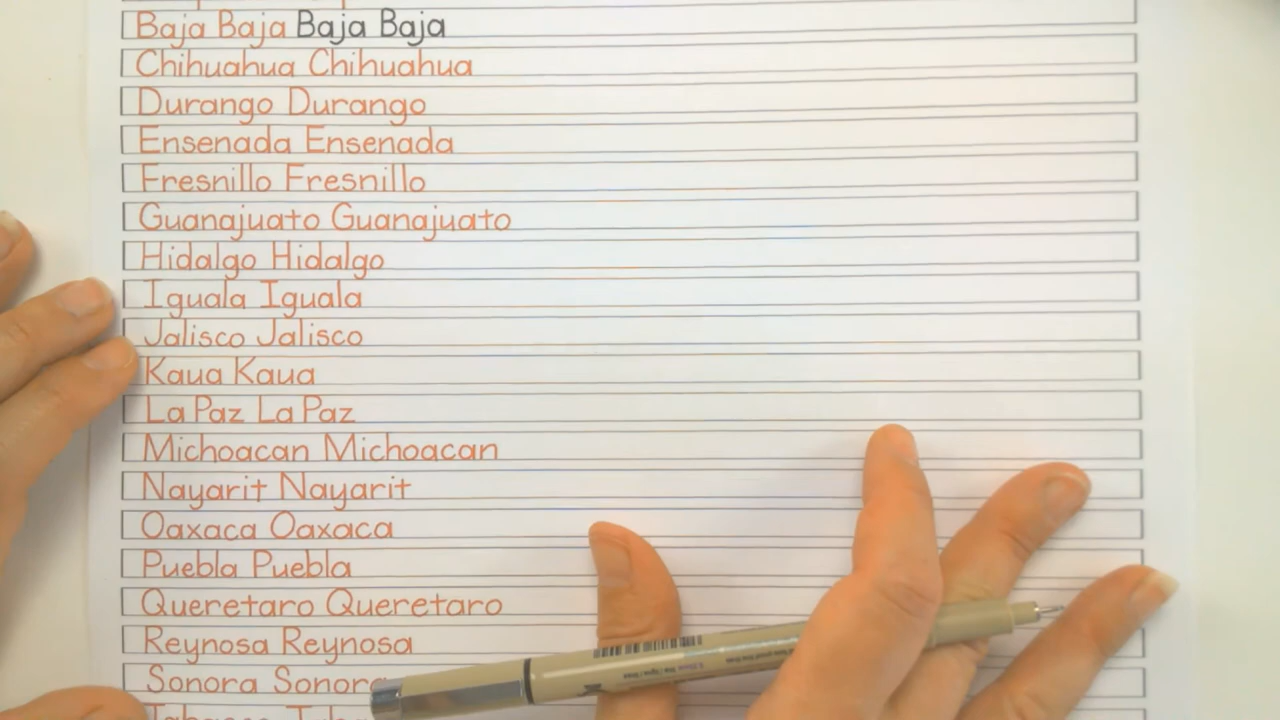 Baja Baja Baja Baja
Chihuahua Chihuahua
Durango Durango
Ensenada Ensenada
Fresnillo Fresnillo
Guanajuato Guanajuato
Hidalgo Hidalgo
Iguala Iguala
Jalisco Jalisco
Kaua Kaua
La Paz La Paz
Michoacan Michoacan
Nayarit Nayarit
Oaxaca Oaxaca
Puebla Puebla
Queretaro Queretaro
Reynosa Reynosa
Sonora Sonora